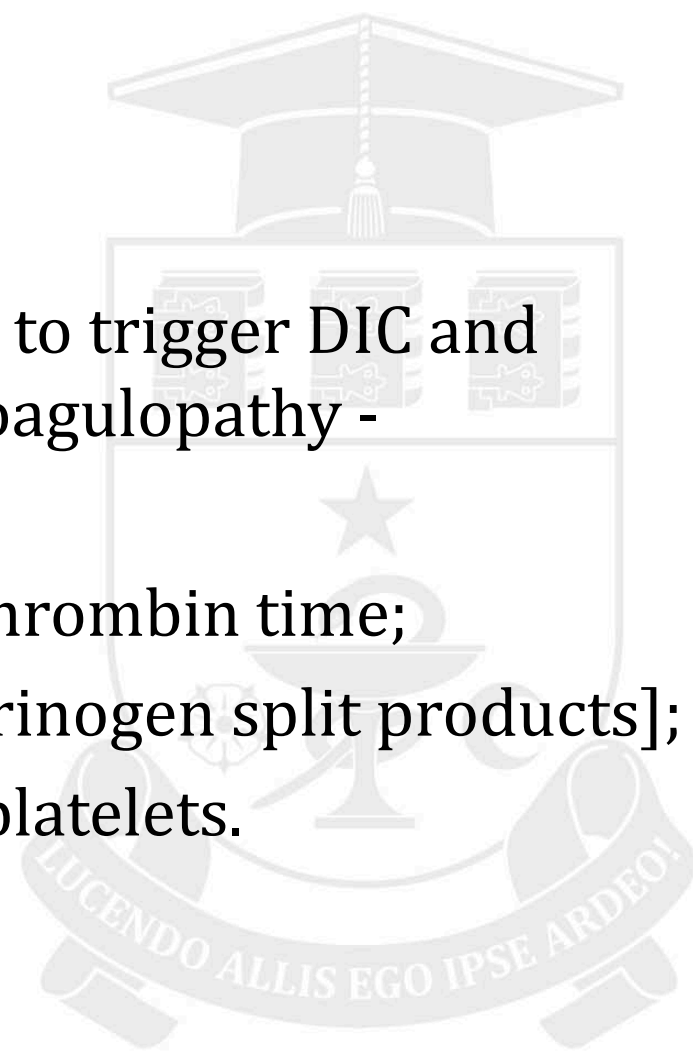 to trigger DIC and
oagulopathy -
hrombin time;
rinogen split products];
platelets.
LUCENDO ALLIS EGO IPSE ARDEO!